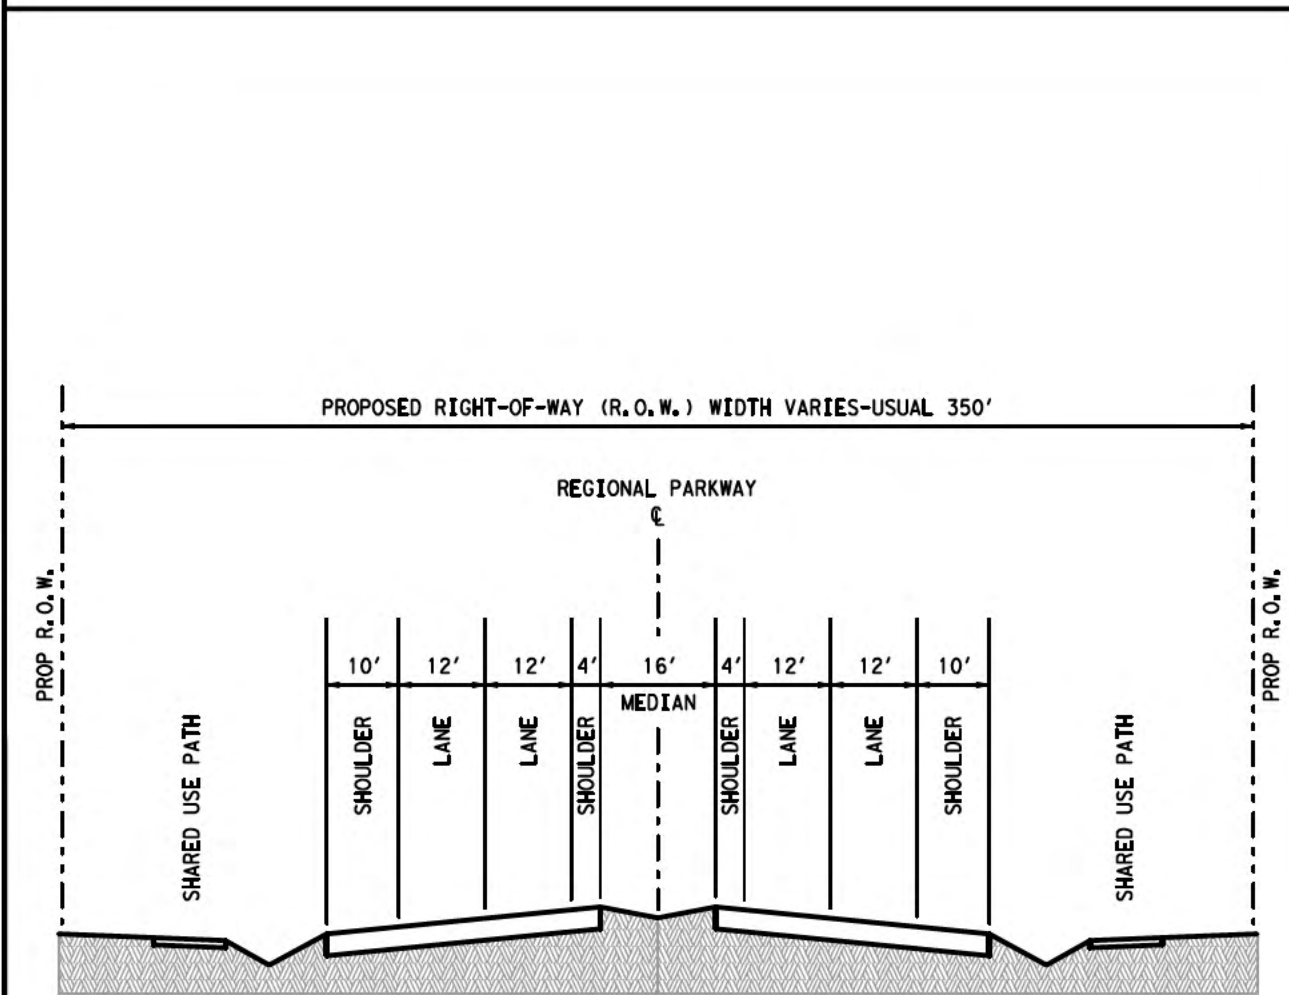 PROPOSED RIGHT-OF-WAY (R.O.W.) WIDTH VARIES-USUAL 350'
REGIONAL PARKWAY
℄
PROP R.O.W.
PROP R.O.W.
10' 12' 12' 4' 16' 4' 12' 12' 10'
MEDIAN
SHARED USE PATH
SHOULDER
LANE
LANE
SHOULDER
SHOULDER
LANE
LANE
SHOULDER
SHARED USE PATH